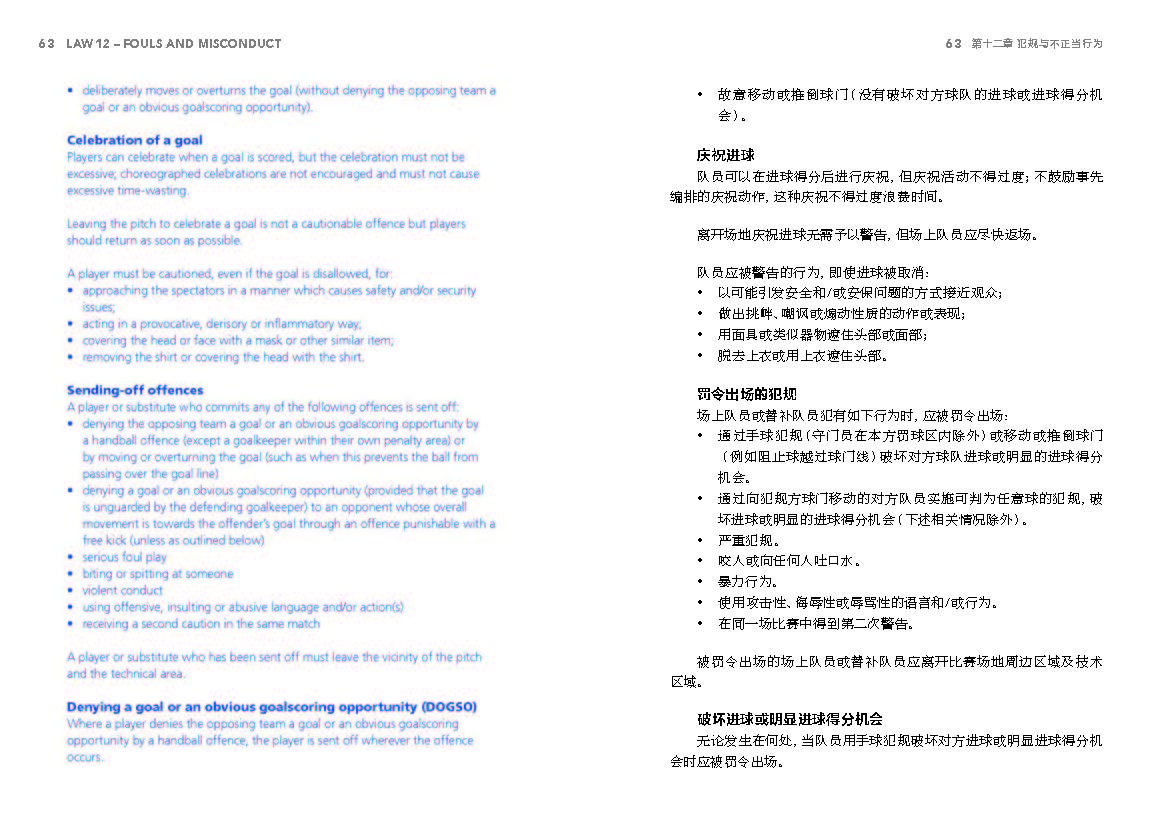 63 LAW 12 – FOULS AND MISCONDUCT
• deliberately moves or overturns the goal (without denying the opposing team a
goal or an obvious goalscoring opportunity).
Celebration of a goal
Players can celebrate when a goal is scored, but the celebration must not be
excessive; choreographed celebrations are not encouraged and must not cause
excessive time-wasting.
Leaving the pitch to celebrate a goal is not a cautionable offence but players
should return as soon as possible.
A player must be cautioned, even if the goal is disallowed, for:
• approaching the spectators in a manner which causes safety and/or security
issues;
• acting in a provocative, derisory or inflammatory way;
• covering the head or face with a mask or other similar item;
• removing the shirt or covering the head with the shirt.
Sending-off offences
A player or substitute who commits any of the following offences is sent off:
• denying the opposing team a goal or an obvious goalscoring opportunity by
a handball offence (except a goalkeeper within their own penalty area) or
by moving or overturning the goal (such as when this prevents the ball from
passing over the goal line)
• denying a goal or an obvious goalscoring opportunity (provided that the goal
is unguarded by the defending goalkeeper) to an opponent whose overall
movement is towards the offender's goal through an offence punishable with a
free kick (unless as outlined below)
• serious foul play
• biting or spitting at someone
• violent conduct
• using offensive, insulting or abusive language and/or action(s)
• receiving a second caution in the same match
A player or substitute who has been sent off must leave the vicinity of the pitch
and the technical area.
Denying a goal or an obvious goalscoring opportunity (DOGSO)
Where a player denies the opposing team a goal or an obvious goalscoring
opportunity by a handball offence, the player is sent off wherever the offence
occurs.
63 第十二章 犯规与不正当行为
• 故意移动或推倒球门（没有破坏对方球队的进球或进球得分机
会）。
庆祝进球
队员可以在进球得分后进行庆祝，但庆祝活动不得过度；不鼓励事先
编排的庆祝动作，这种庆祝不得过度浪费时间。
离开场地庆祝进球无需予以警告，但场上队员应尽快返场。
队员应被警告的行为，即使进球被取消：
• 以可能引发安全和/或安保问题的方式接近观众；
• 做出挑衅、嘲讽或煽动性质的动作或表现；
• 用面具或类似器物遮住头部或面部；
• 脱去上衣或用上衣遮住头部。
罚令出场的犯规
场上队员或替补队员犯有如下行为时，应被罚令出场：
• 通过手球犯规（守门员在本方罚球区内除外）或移动或推倒球门
（例如阻止球越过球门线）破坏对方球队进球或明显的进球得分
机会。
• 通过向犯规方球门移动的对方队员实施可判为任意球的犯规，破
坏进球或明显的进球得分机会（下述相关情况除外）。
• 严重犯规。
• 咬人或向任何人吐口水。
• 暴力行为。
• 使用攻击性、侮辱性或辱骂性的语言和/或行为。
• 在同一场比赛中得到第二次警告。
被罚令出场的场上队员或替补队员应离开比赛场地周边区域及技术
区域。
破坏进球或明显进球得分机会
无论发生在何处，当队员用手球犯规破坏对方进球或明显进球得分机
会时应被罚令出场。